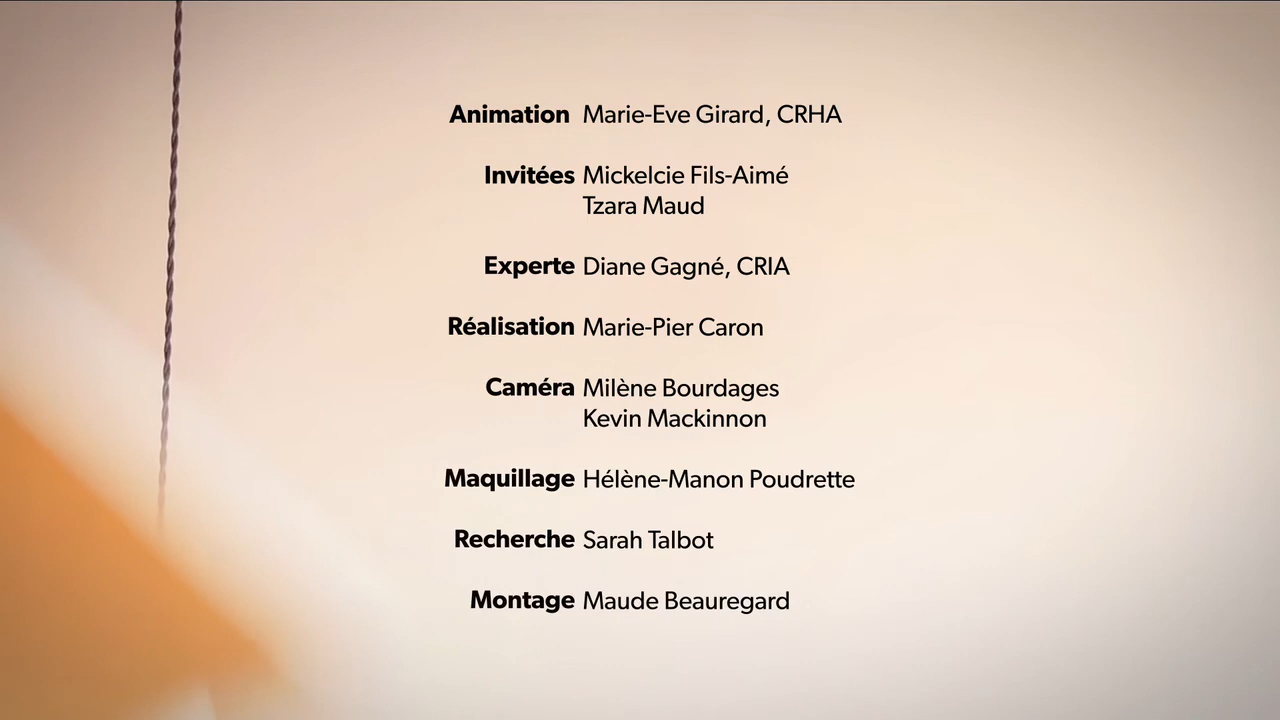 Animation Marie-Eve Girard, CRHA
Invitées Mickelcie Fils-Aimé
Tzara Maud
Experte Diane Gagné, CRIA
Réalisation Marie-Pier Caron
Caméra Milène Bourdages
Kevin Mackinnon
Maquillage Hélène-Manon Poudrette
Recherche Sarah Talbot
Montage Maude Beauregard